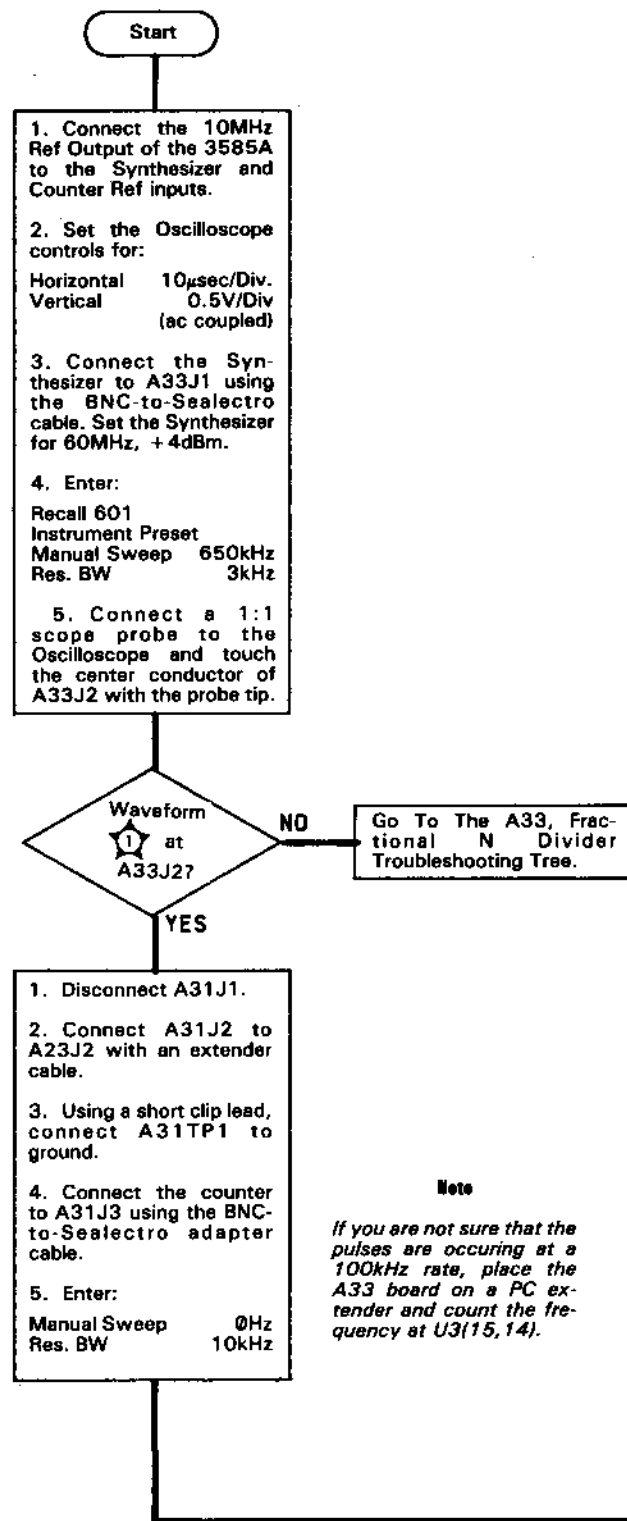 Start
1. Connect the 10MHz
Ref Output of the 3585A
to the Synthesizer and
Counter Ref inputs.
2. Set the Oscilloscope
controls for:
Horizontal 10µsec/Div.
Vertical 0.5V/Div
(ac coupled)
3. Connect the Syn-
thesizer to A33J1 using
the BNC-to-Sealectro
cable. Set the Synthesizer
for 60MHz, +4dBm.
4. Enter:
Recall 601
Instrument Preset
Manual Sweep 650kHz
Res. BW 3kHz
5. Connect a 1:1
scope probe to the
Oscilloscope and touch
the center conductor of
A33J2 with the probe tip.
Waveform
1 at
A33J2?
NO
Go To The A33, Frac-
tional N Divider
Troubleshooting Tree.
YES
1. Disconnect A31J1.
2. Connect A31J2 to
A23J2 with an extender
cable.
3. Using a short clip lead,
connect A31TP1 to
ground.
4. Connect the counter
to A31J3 using the BNC-
to-Sealectro adapter
cable.
5. Enter:
Manual Sweep 0Hz
Res. BW 10kHz
Note
If you are not sure that the
pulses are occuring at a
100kHz rate, place the
A33 board on a PC ex-
tender and count the fre-
quency at U3(15,14).